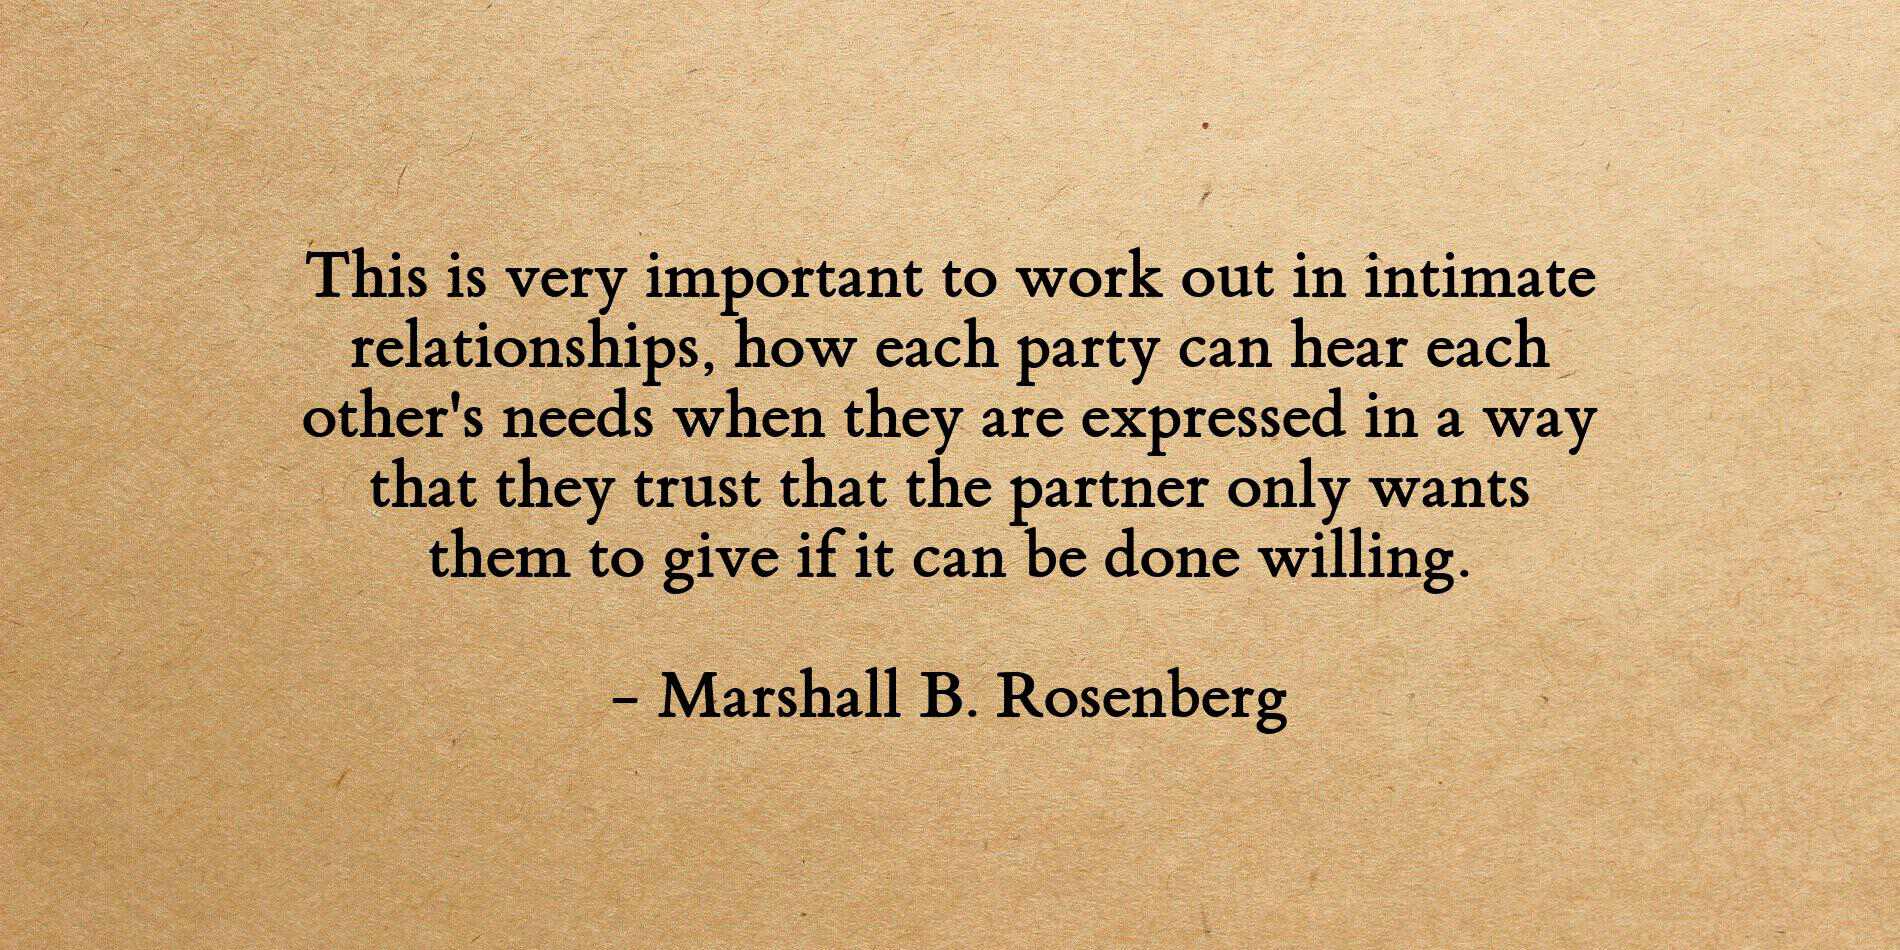 This is very important to work out in intimate
relationships, how each party can hear each
other's needs when they are expressed in a way
that they trust that the partner only wants
them to give if it can be done willing.
– Marshall B. Rosenberg